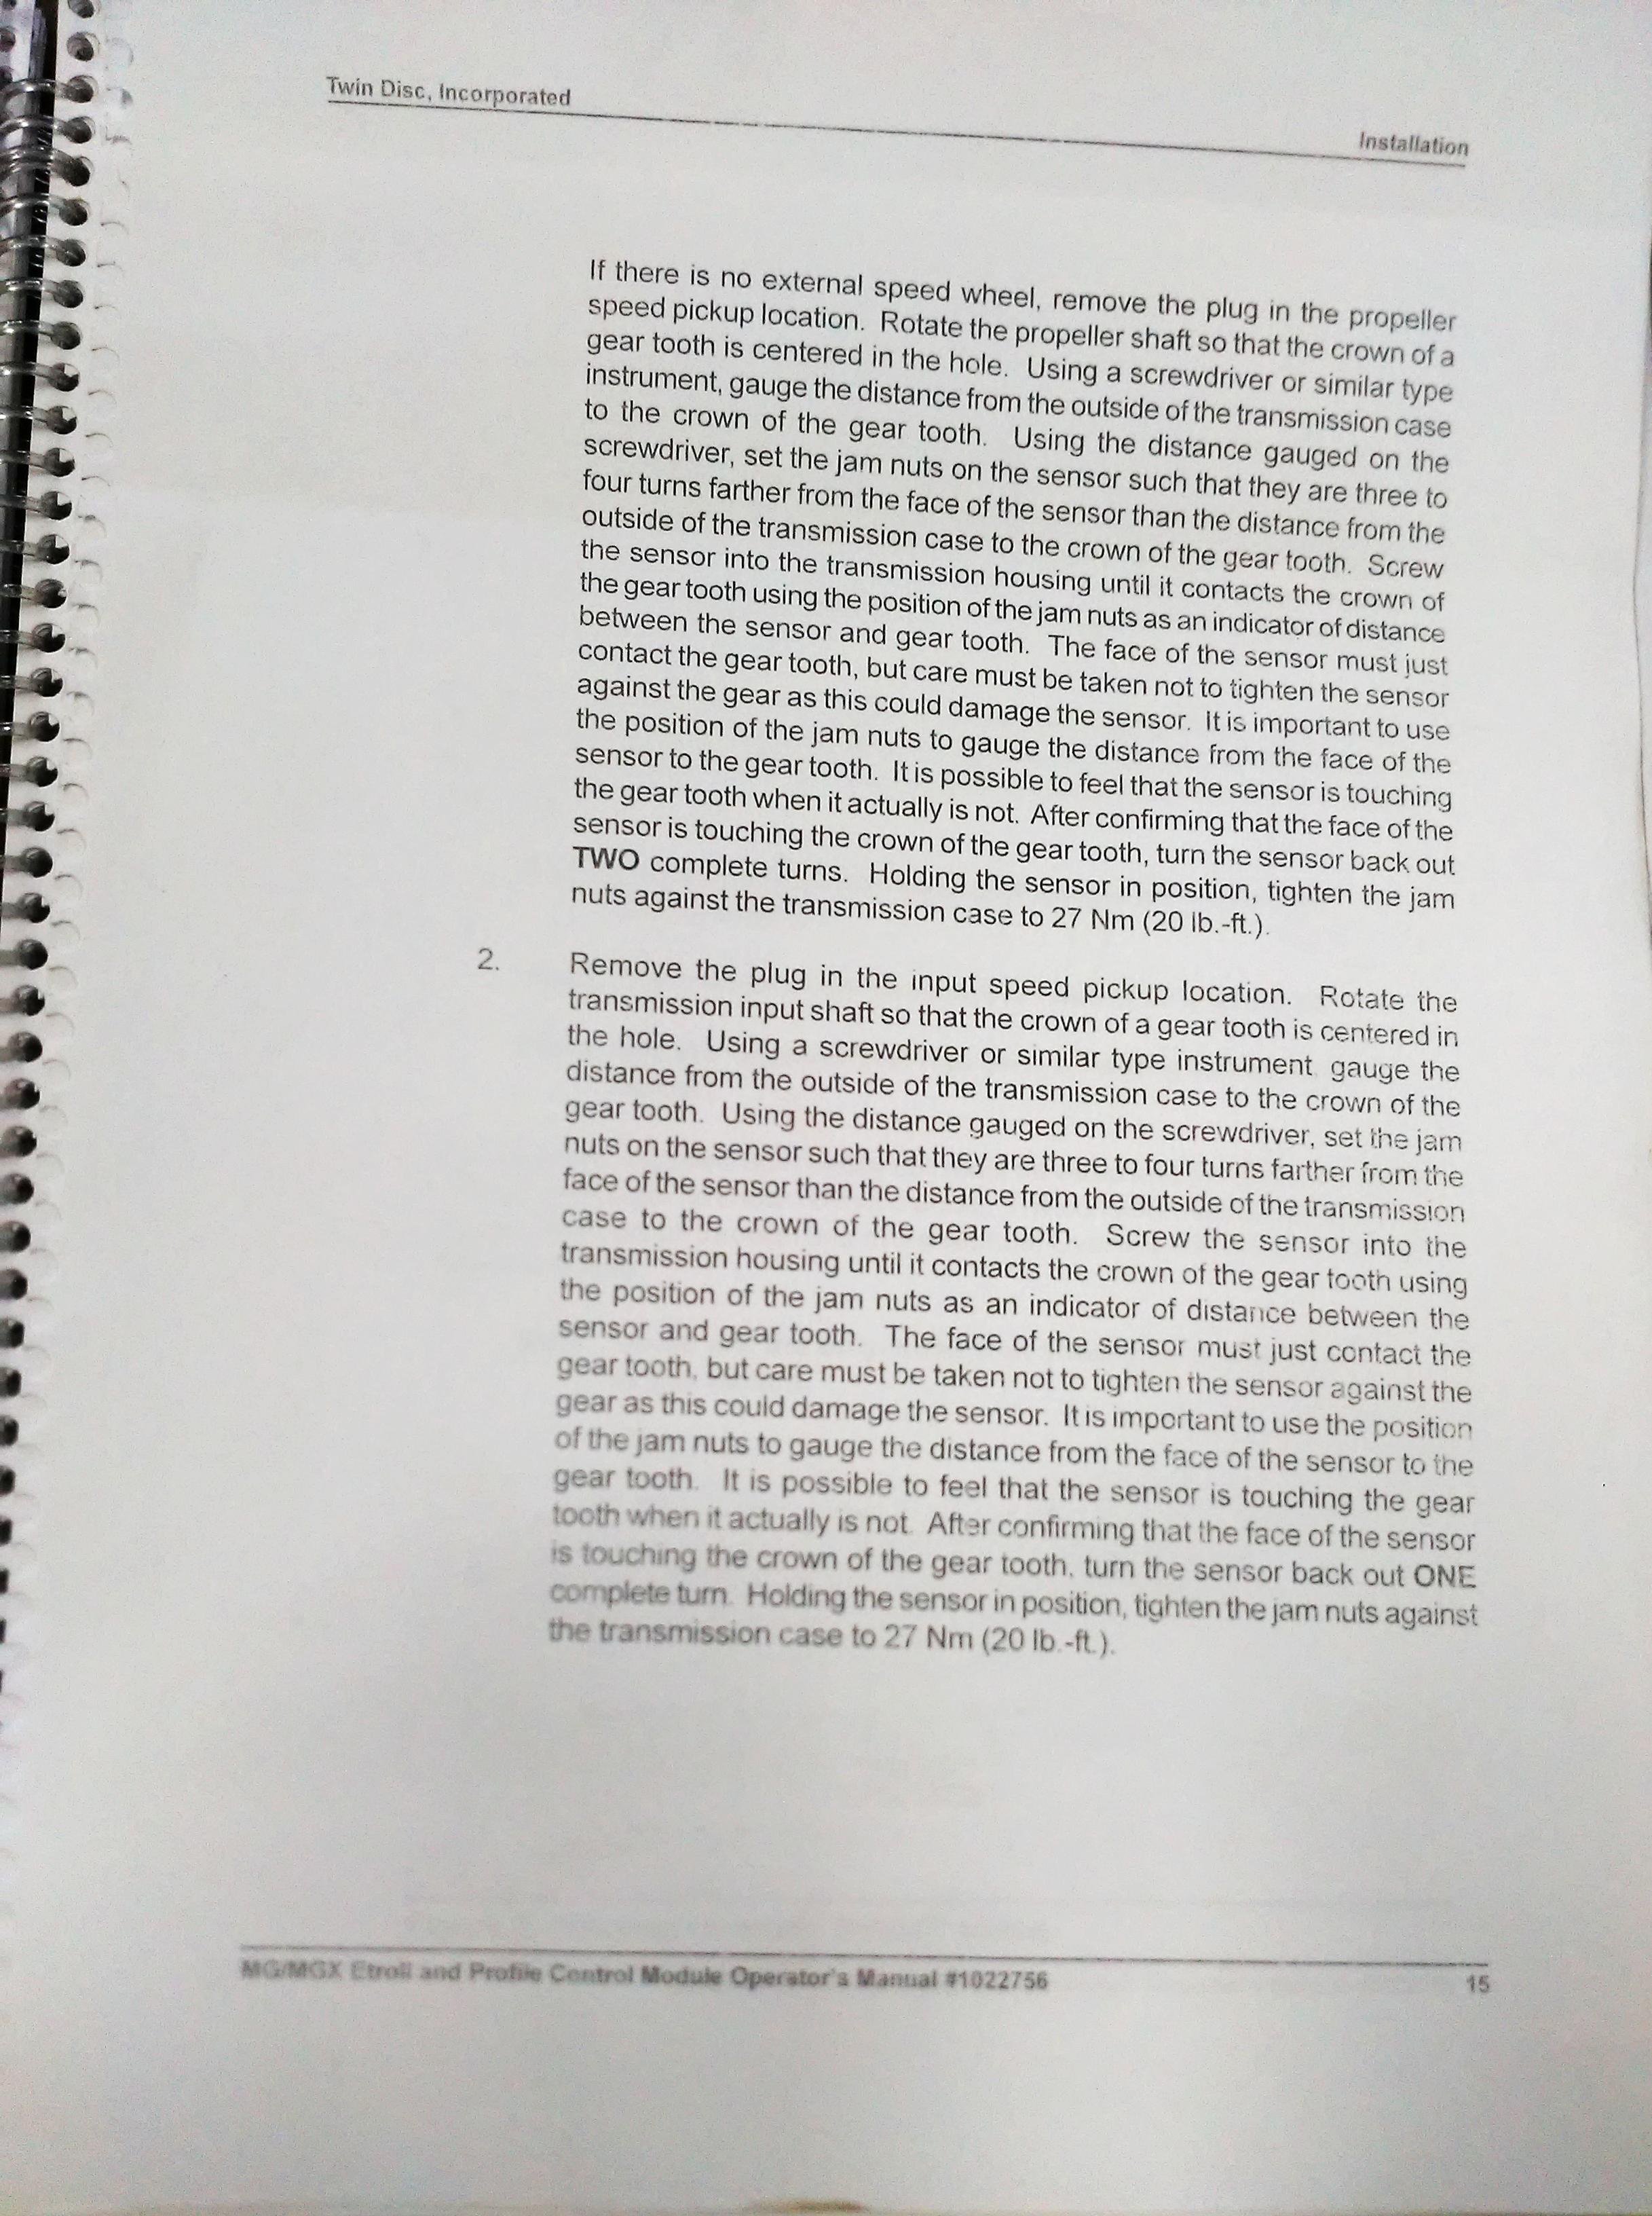 Twin Disc, Incorporated
Installation
If there is no external speed wheel, remove the plug in the propeller
speed pickup location. Rotate the propeller shaft so that the crown of a
gear tooth is centered in the hole. Using a screwdriver or similar type
instrument, gauge the distance from the outside of the transmission case
to the crown of the gear tooth. Using the distance gauged on the
screwdriver, set the jam nuts on the sensor such that they are three to
four turns farther from the face of the sensor than the distance from the
outside of the transmission case to the crown of the gear tooth. Screw
the sensor into the transmission housing until it contacts the crown of
the gear tooth using the position of the jam nuts as an indicator of distance
between the sensor and gear tooth. The face of the sensor must just
contact the gear tooth, but care must be taken not to tighten the sensor
against the gear as this could damage the sensor. It is important to use
the position of the jam nuts to gauge the distance from the face of the
sensor to the gear tooth. It is possible to feel that the sensor is touching
the gear tooth when it actually is not. After confirming that the face of the
sensor is touching the crown of the gear tooth, turn the sensor back out
TWO complete turns. Holding the sensor in position, tighten the jam
nuts against the transmission case to 27 Nm (20 lb.-ft.).
2. Remove the plug in the input speed pickup location. Rotate the
transmission input shaft so that the crown of a gear tooth is centered in
the hole. Using a screwdriver or similar type instrument gauge the
distance from the outside of the transmission case to the crown of the
gear tooth. Using the distance gauged on the screwdriver, set the jam
nuts on the sensor such that they are three to four turns farther from the
face of the sensor than the distance from the outside of the transmission
case to the crown of the gear tooth. Screw the sensor into the
transmission housing until it contacts the crown of the gear tooth using
the position of the jam nuts as an indicator of distance between the
sensor and gear tooth. The face of the sensor must just contact the
gear tooth, but care must be taken not to tighten the sensor against the
gear as this could damage the sensor. It is important to use the position
of the jam nuts to gauge the distance from the face of the sensor to the
gear tooth. It is possible to feel that the sensor is touching the gear
tooth when it actually is not. After confirming that the face of the sensor
is touching the crown of the gear tooth, turn the sensor back out ONE
complete turn. Holding the sensor in position, tighten the jam nuts against
the transmission case to 27 Nm (20 lb.-ft.).
MG/MGX Etroll and Profile Control Module Operator's Manual #1022756
15